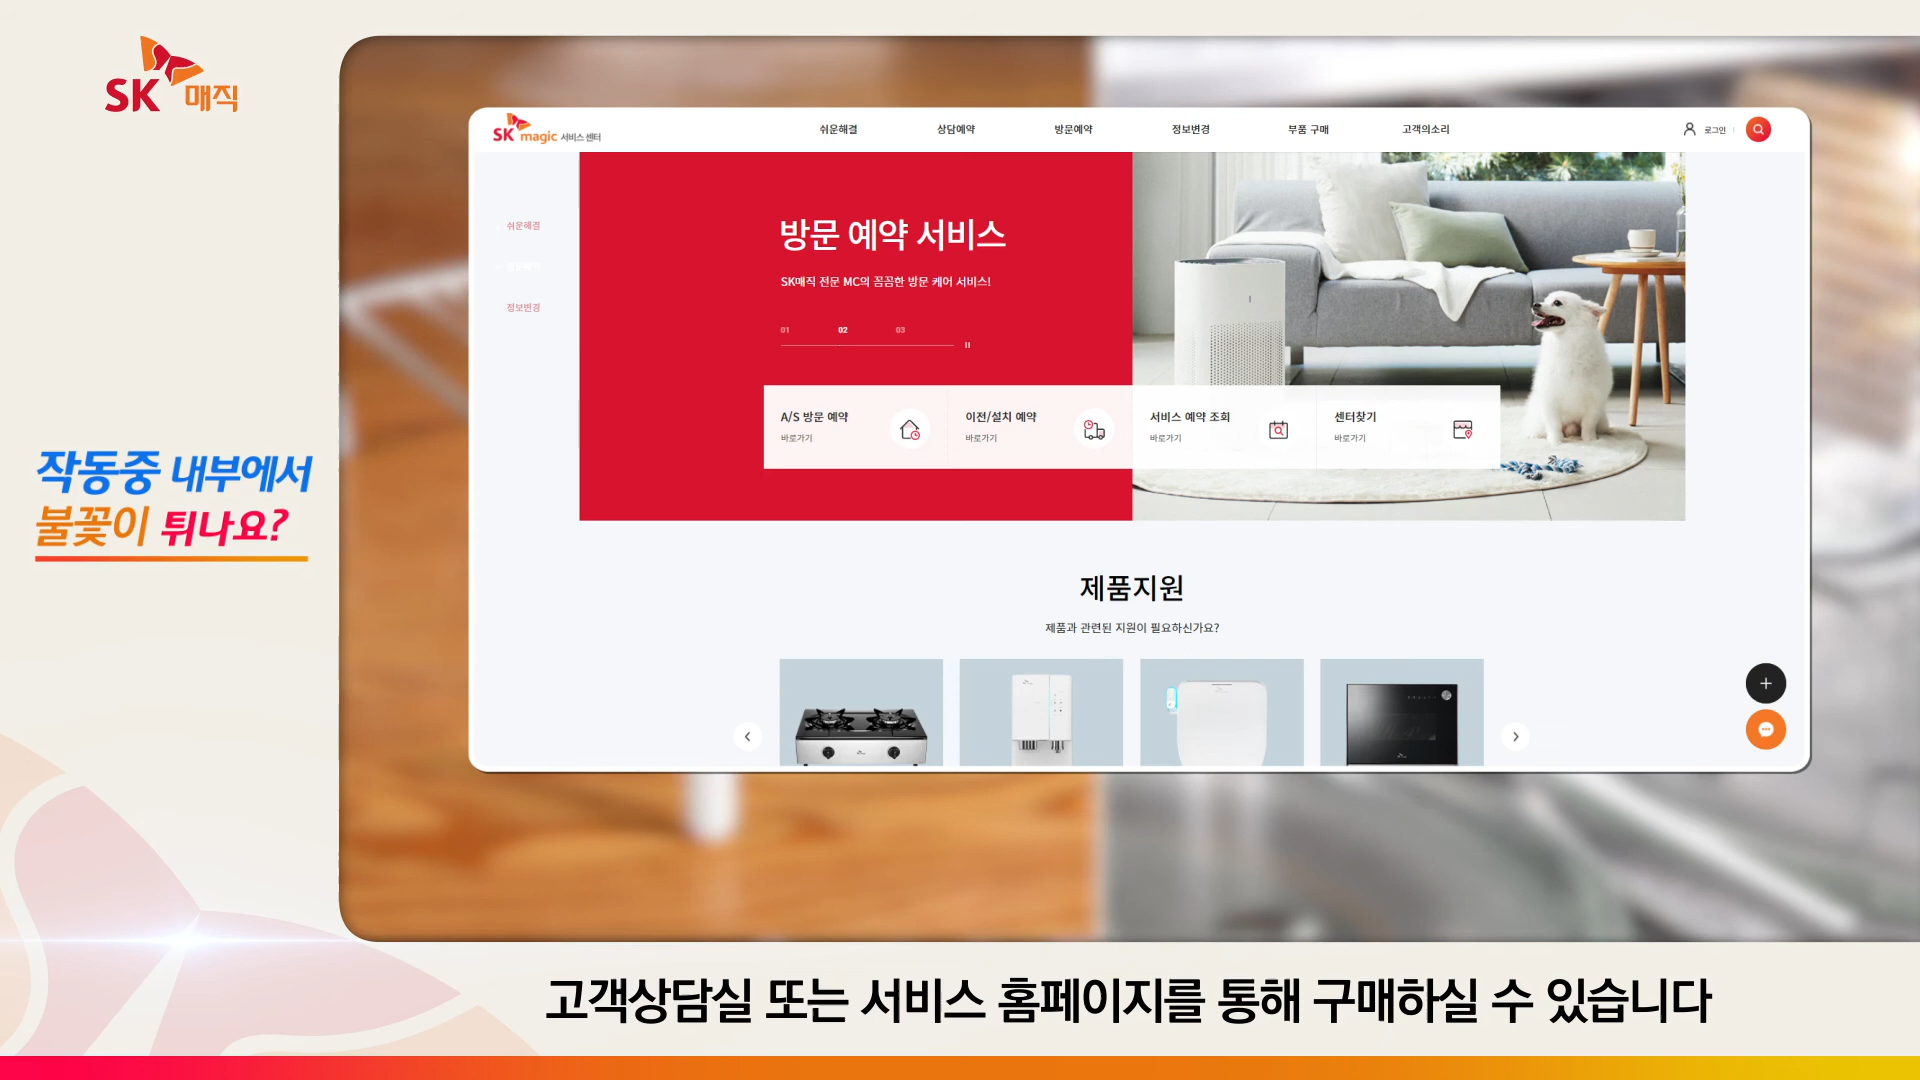 SK 매직
작동중 내부에서
불꽃이 튀나요?
SK magic 서비스 센터
쉬운해결
상담예약
방문예약
정보변경
부품 구매
고객의소리
로그인
쉬운해결
정보변경
방문 예약 서비스
SK매직 전문 MC의 꼼꼼한 방문 케어 서비스!
01 02 03
A/S 방문 예약
바로가기
이전/설치 예약
바로가기
서비스 예약 조회
바로가기
센터찾기
바로가기
제품지원
제품과 관련된 지원이 필요하신가요?
고객상담실 또는 서비스 홈페이지를 통해 구매하실 수 있습니다